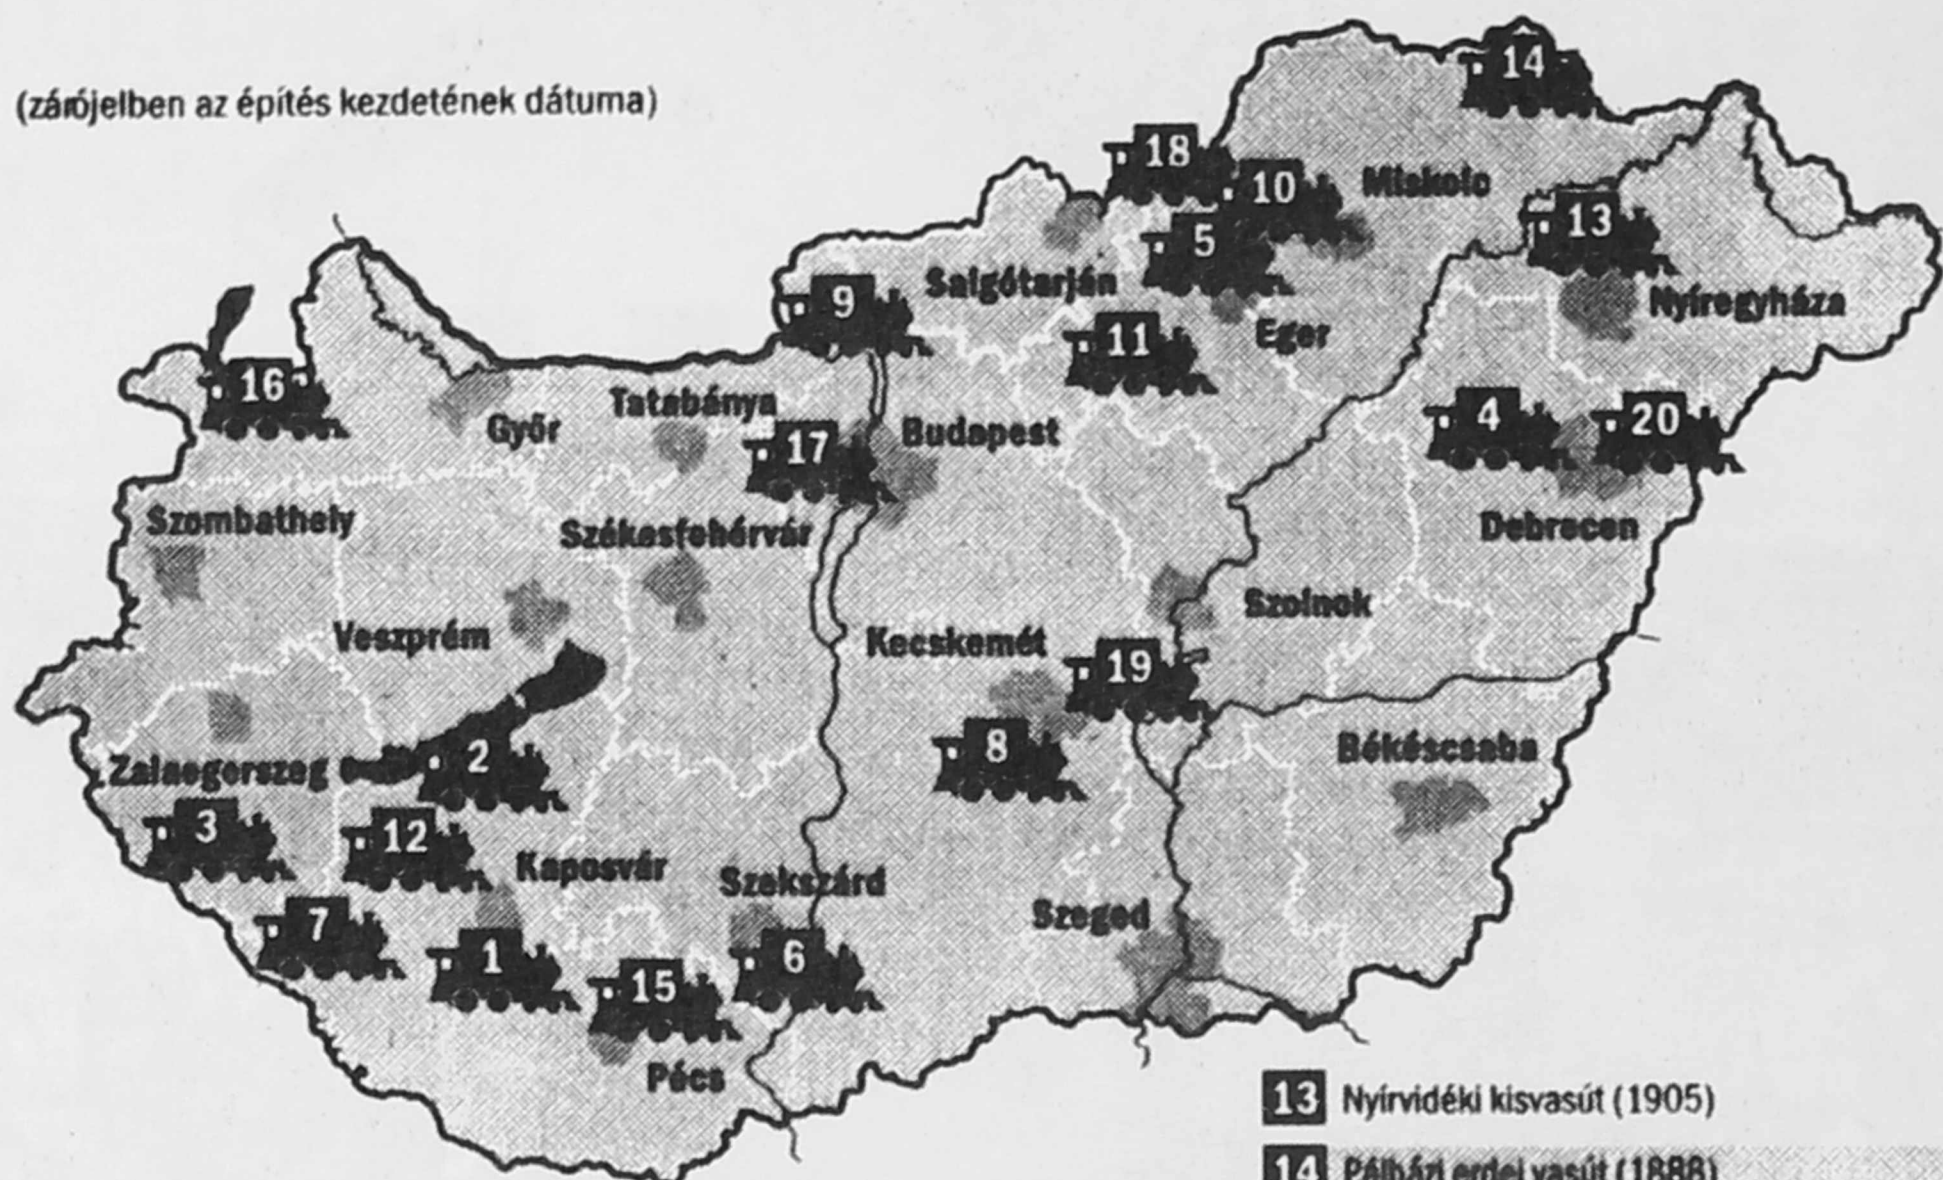 (zárójelben az építés kezdetének dátuma)
14
18
10
Miskolc
13
5
Salgótarján
9
Nyíregyháza
Eger
11
16
Tatabánya
Győr
4
20
Budapest
17
Szombathely
Székesfehérvár
Debrecen
Szolnok
Veszprém
Kecskemét
19
Zalaegerszeg
2
8
Békéscsaba
3
12
Kaposvár
Szekszárd
Szeged
7
1
15
6
Pécs
13 Nyírvidéki kisvasút (1905)
14 Pálházi erdei vasút (1888)